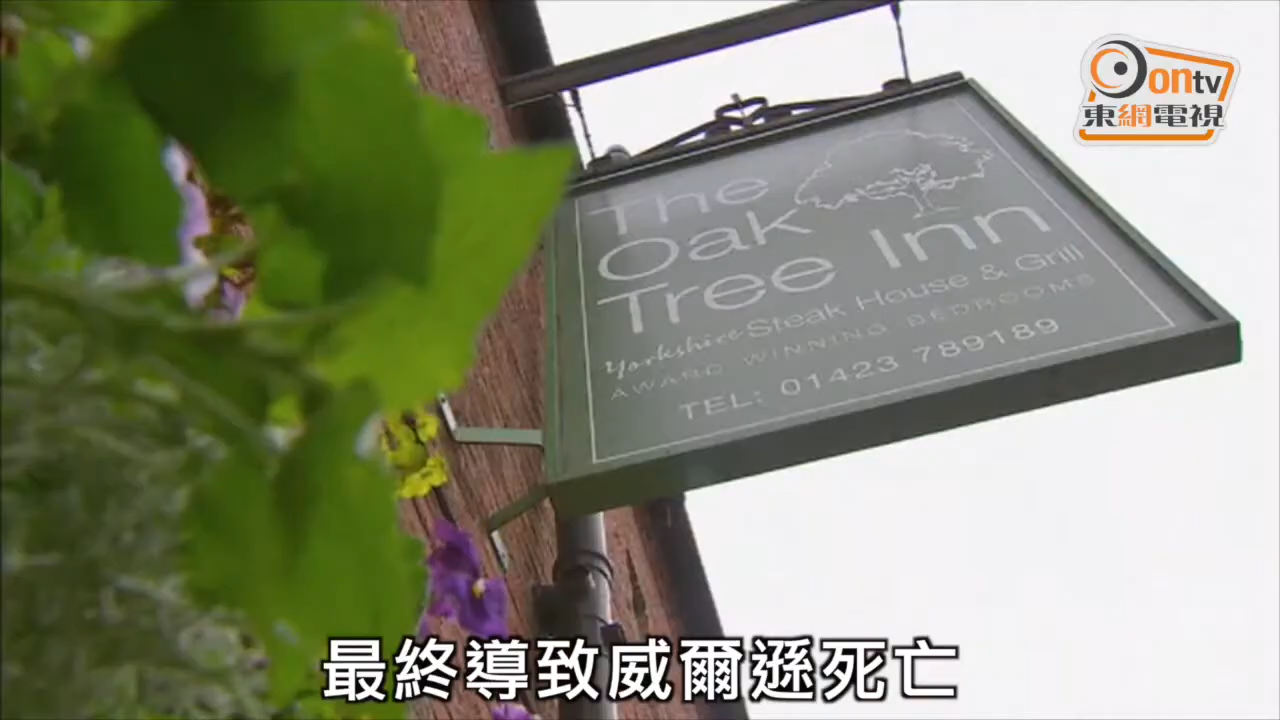 ontv
東網電視
The
Oak
Tree Inn
Yorkshire Steak House & Grill
AWARD WINNING BEDROOMS
TEL: 01423 789189
最終導致威爾遜死亡